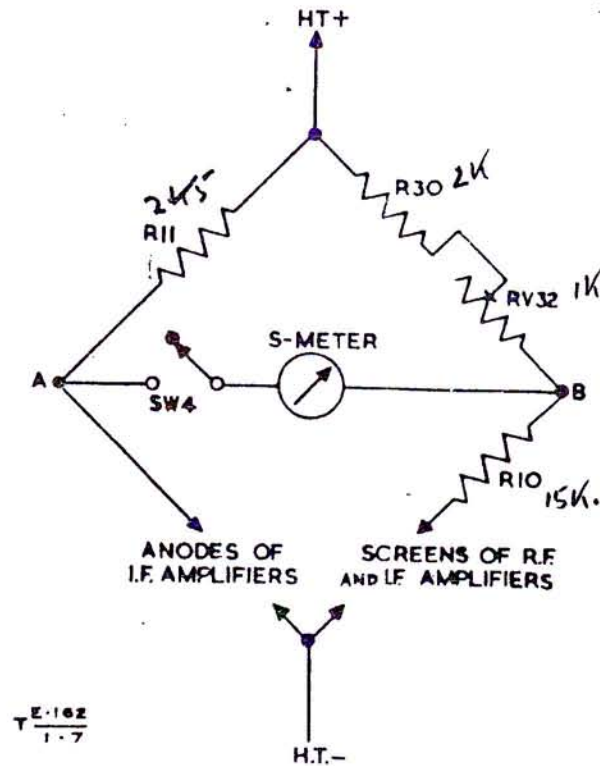 HT+
2K5
R11
R30 2K
RV32 1K
S-METER
A
SW4
B
R10 15K.
ANODES OF
I.F. AMPLIFIERS
SCREENS OF R.F.
AND I.F. AMPLIFIERS
T E·162
1·7
H.T.-